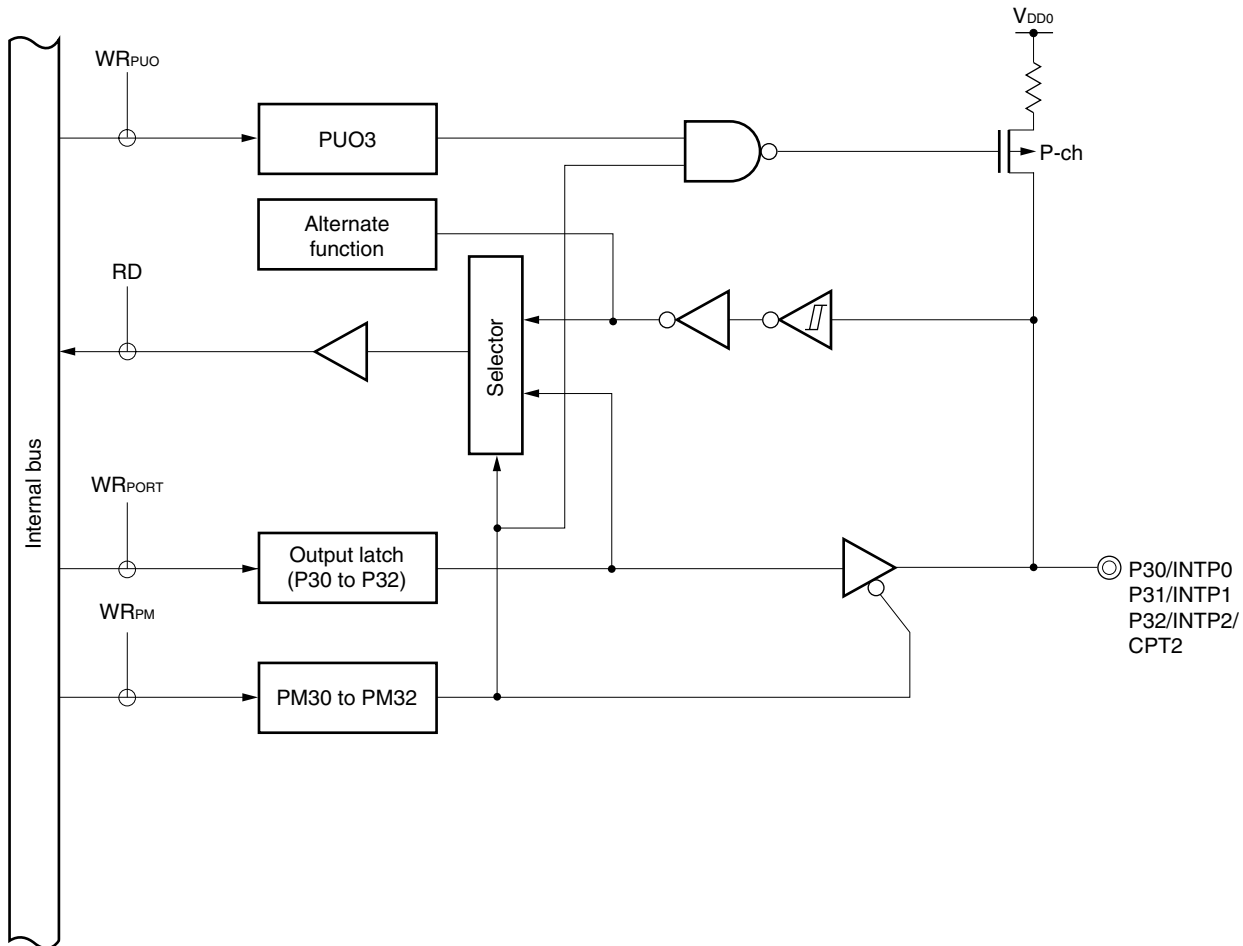 VDD0
WRPUO
PUO3
P-ch
Alternate
function
RD
Selector
Internal bus
WRPORT
Output latch
(P30 to P32)
P30/INTP0
P31/INTP1
P32/INTP2/
CPT2
WRPM
PM30 to PM32